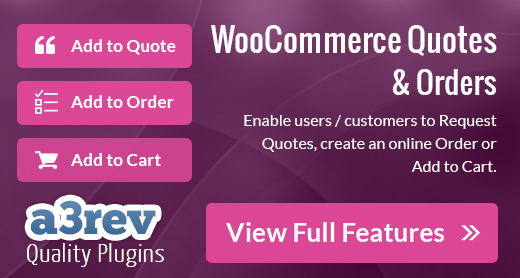 Add to Quote
Add to Order
Add to Cart
WooCommerce Quotes
& Orders
Enable users / customers to Request
Quotes, create an online Order or
Add to Cart.
a3rev
Quality Plugins
View Full Features